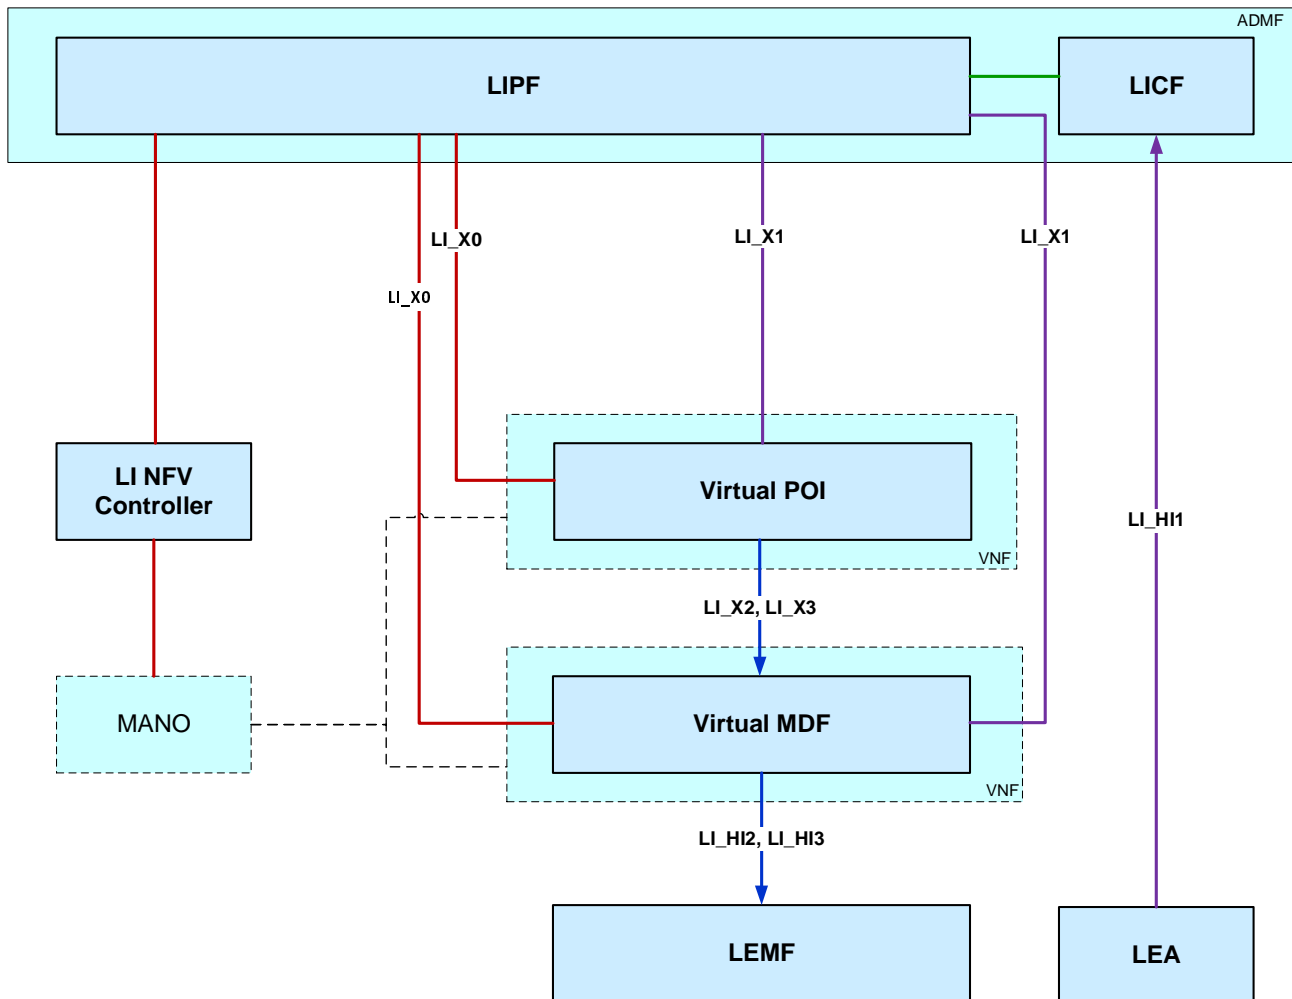 ADMF
LIPF
LICF
LI_X0
LI_X1
LI_X1
LI_X0
LI NFV
Controller
Virtual POI
VNF
LI_HI1
LI_X2, LI_X3
MANO
Virtual MDF
VNF
LI_HI2, LI_HI3
LEMF
LEA